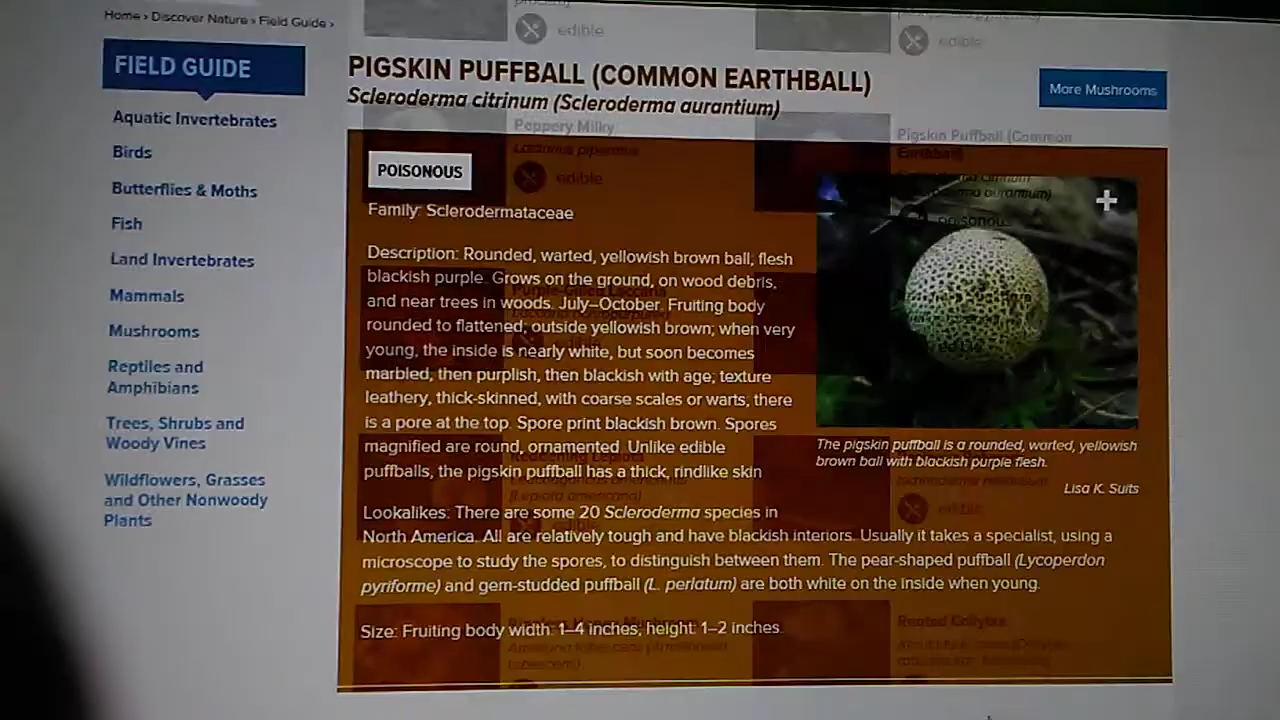 Home › Discover Nature › Field Guide ›
edible
edible
FIELD GUIDE
PIGSKIN PUFFBALL (COMMON EARTHBALL)
Scleroderma citrinum (Scleroderma aurantium)
More Mushrooms
Aquatic Invertebrates
Birds
Butterflies & Moths
Fish
Land Invertebrates
Mammals
Mushrooms
Reptiles and
Amphibians
Trees, Shrubs and
Woody Vines
Wildflowers, Grasses
and Other Nonwoody
Plants
Peppery Milky
Lactarius piperatus
edible
Pigskin Puffball (Common
Earthball)
poisonous
POISONOUS
Family: Sclerodermataceae
Description: Rounded, warted, yellowish brown ball; flesh
blackish purple. Grows on the ground, on wood debris,
and near trees in woods. July–October. Fruiting body
rounded to flattened; outside yellowish brown; when very
young, the inside is nearly white, but soon becomes
marbled, then purplish, then blackish with age; texture
leathery, thick-skinned, with coarse scales or warts; there
is a pore at the top. Spore print blackish brown. Spores
magnified are round, ornamented. Unlike edible
puffballs, the pigskin puffball has a thick, rindlike skin
The pigskin puffball is a rounded, warted, yellowish
brown ball with blackish purple flesh.
Lisa K. Suits
(Lepiota americana)
edible
edible
Lookalikes: There are some 20 Scleroderma species in
North America. All are relatively tough and have blackish interiors. Usually it takes a specialist, using a
microscope to study the spores, to distinguish between them. The pear-shaped puffball (Lycoperdon
pyriforme) and gem-studded puffball (L. perlatum) are both white on the inside when young.
Size: Fruiting body width: 1–4 inches; height: 1–2 inches.
Rooted Collybia